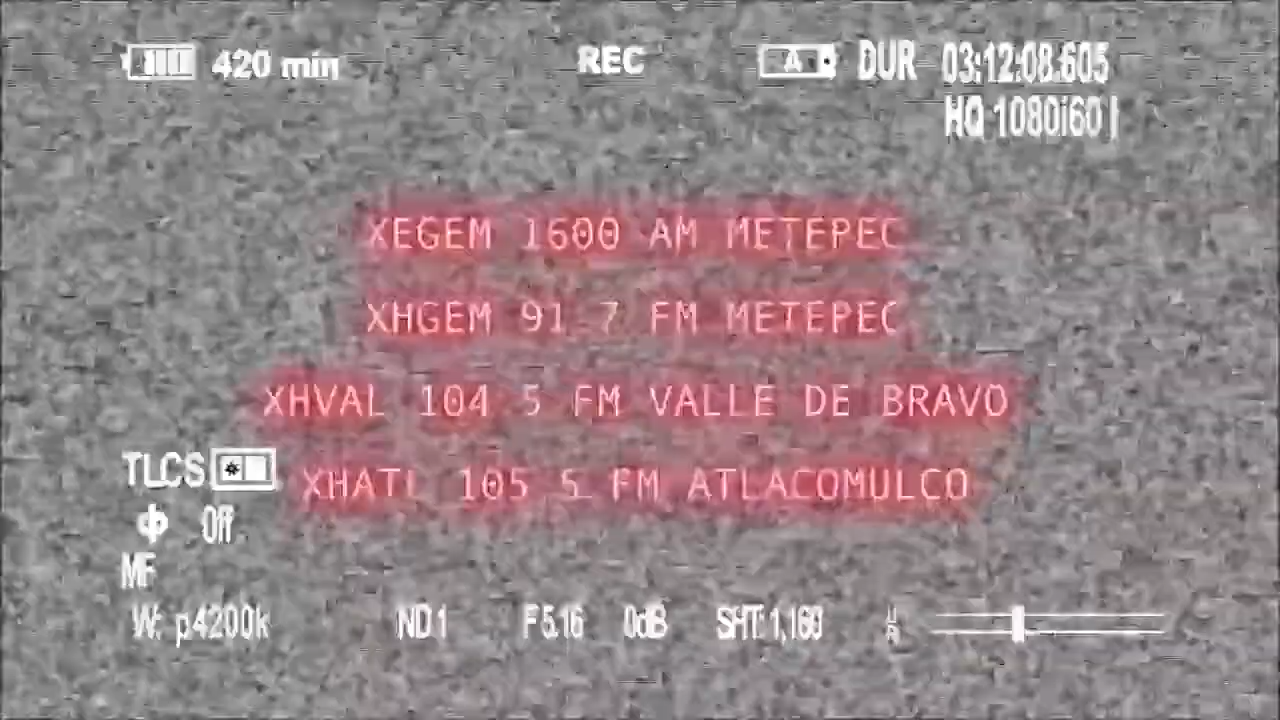 420 min
REC
A
DUR 03:12:08.605
HQ 1080i60
XEGEM 1600 AM METEPEC
XHGEM 91.7 FM METEPEC
XHVAL 104.5 FM VALLE DE BRAVO
XHATL 105.5 FM ATLACOMULCO
TLCS
Off
MF
W: p4200k ND1 F5.16 0dB SHT:1,160